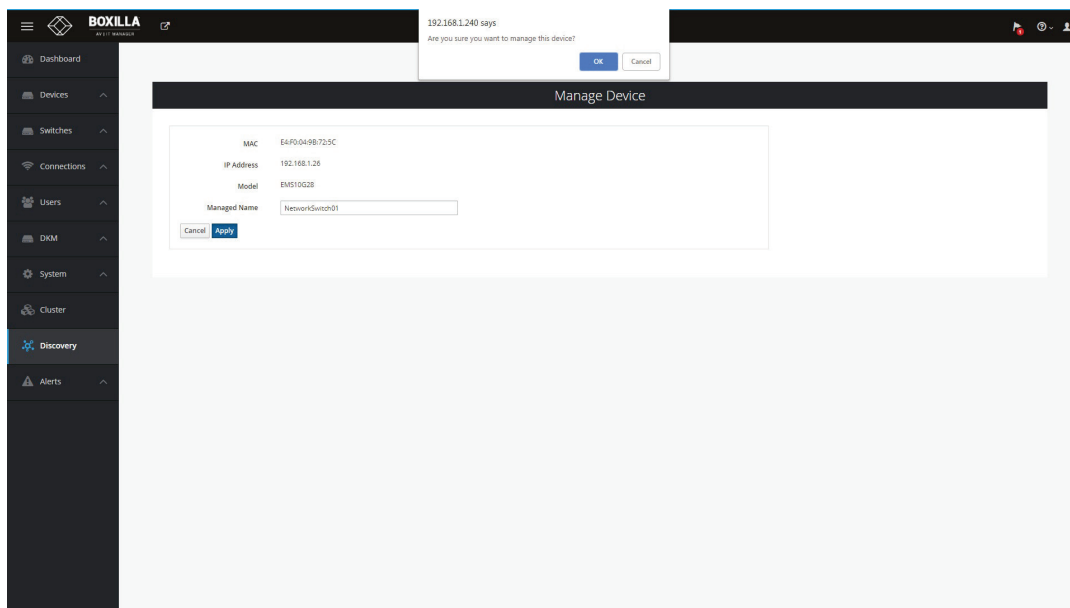 192.168.1.240 says
Are you sure you want to manage this device?
OK Cancel
BOXILLA
AV & IT MANAGER
1
Dashboard
Devices
Switches
Connections
Users
DKM
System
Cluster
Discovery
Alerts
Manage Device
MAC E4:F0:04:9B:72:5C
IP Address 192.168.1.26
Model EMS10G28
Managed Name NetworkSwitch01
Cancel Apply